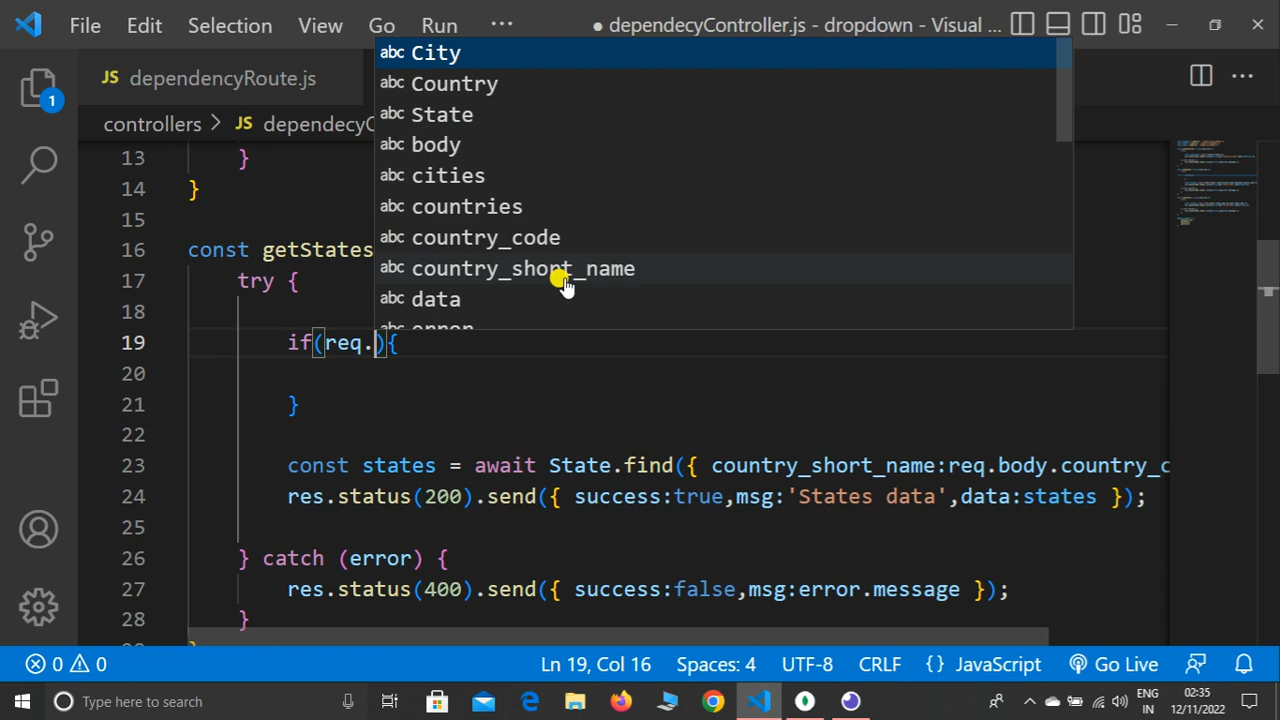 File Edit Selection View Go Run ··· ● dependecyController.js - dropdown - Visual ...
JS dependencyRoute.js
controllers > JS dependecyC
abc City
abc Country
abc State
abc body
abc cities
abc countries
abc country_code
abc country_short_name
abc data
abc error
1
13 }
14 }
15
16 const getStates
17 try {
18
19 if(req.){
20
21 }
22
23 const states = await State.find({ country_short_name:req.body.country_c
24 res.status(200).send({ success:true,msg:'States data',data:states });
25
26 } catch (error) {
27 res.status(400).send({ success:false,msg:error.message });
28 }
0 0 Ln 19, Col 16 Spaces: 4 UTF-8 CRLF {} JavaScript Go Live
Type here to search ENG IN 02:35 12/11/2022